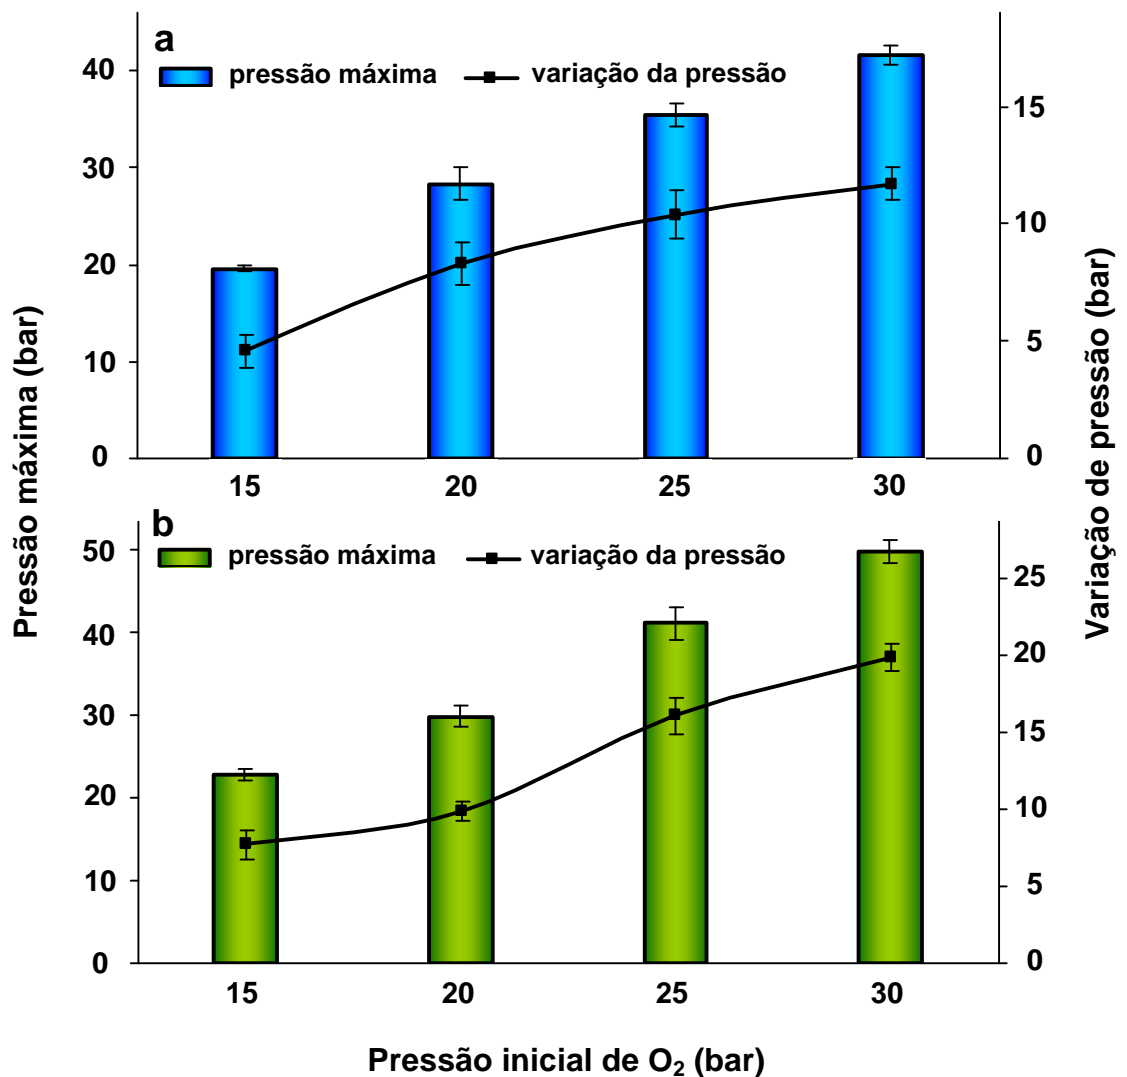 a
pressão máxima variação da pressão
40
30
20
10
0
15
10
5
0
15 20 25 30
b
pressão máxima variação da pressão
50
40
30
20
10
0
25
20
15
10
5
0
15 20 25 30
Pressão máxima (bar)
Variação de pressão (bar)
Pressão inicial de O₂ (bar)